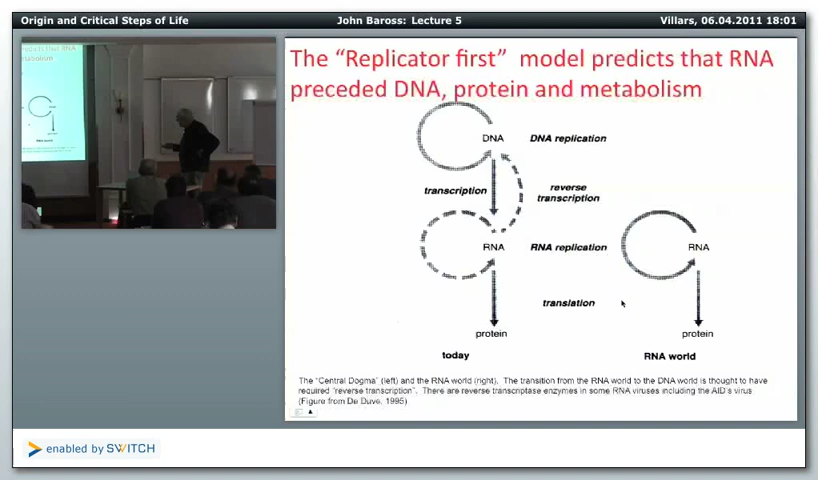 Origin and Critical Steps of Life
John Baross: Lecture 5
Villars, 06.04.2011 18:01
The “Replicator first” model predicts that RNA
preceded DNA, protein and metabolism
DNA
DNA replication
transcription
reverse
transcription
RNA
RNA replication
RNA
translation
protein
protein
today
RNA world
The "Central Dogma" (left) and the RNA world (right). The transition from the RNA world to the DNA world is thought to have
required "reverse transcription". There are reverse transcriptase enzymes in some RNA viruses including the AID's virus
(Figure from De Duve, 1995)
enabled by SWITCH